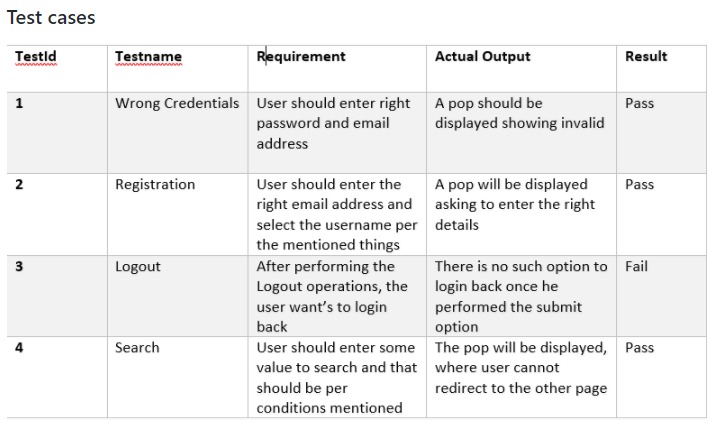 Test cases
TestId Testname Requirement Actual Output Result
1 Wrong Credentials User should enter right A pop should be Pass
password and email displayed showing invalid
address
2 Registration User should enter the A pop will be displayed Pass
right email address and asking to enter the right
select the username per details
the mentioned things
3 Logout After performing the There is no such option to Fail
Logout operations, the login back once he
user want's to login performed the submit
back option
4 Search User should enter some The pop will be displayed, Pass
value to search and that where user cannot
should be per redirect to the other page
conditions mentioned